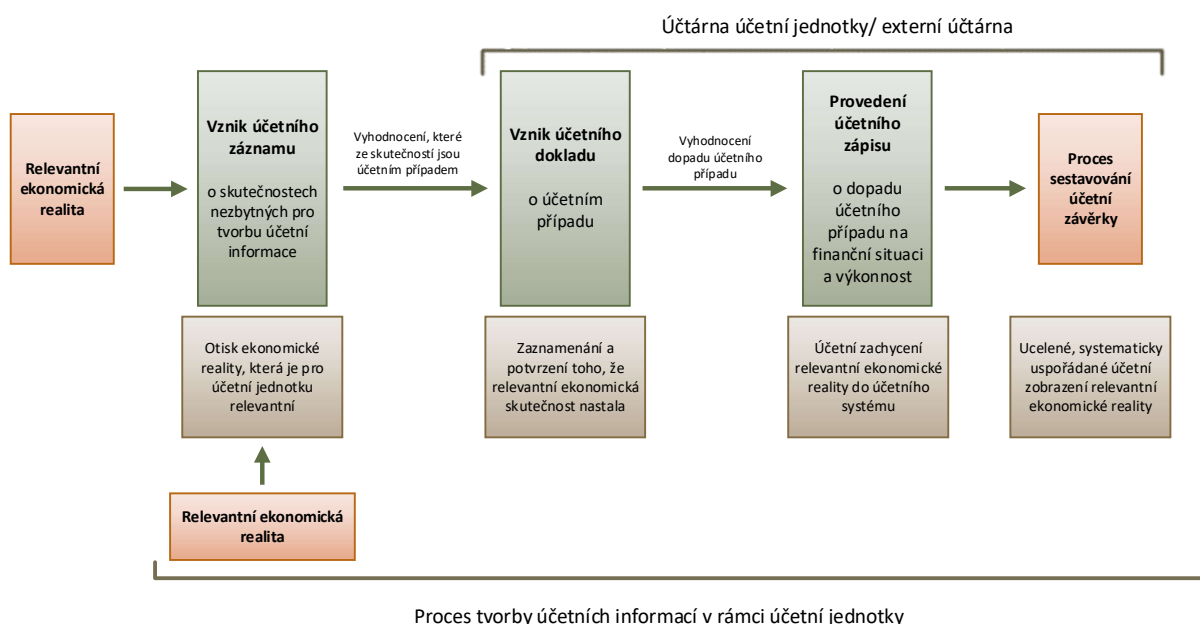 Účtárna účetní jednotky/ externí účtárna
Relevantní
ekonomická
realita
Vznik účetního
záznamu
o skutečnostech
nezbytných pro
tvorbu účetní
informace
Vyhodnocení, které
ze skutečností jsou
účetním případem
Vznik účetního
dokladu
o účetním
případu
Vyhodnocení
dopadu účetního
případu
Provedení
účetního
zápisu
o dopadu
účetního
případu na
finanční situaci
a výkonnost
Proces
sestavování
účetní
závěrky
Otisk ekonomické
reality, která je pro
účetní jednotku
relevantní
Zaznamenání a
potvrzení toho, že
relevantní ekonomická
skutečnost nastala
Účetní zachycení
relevantní ekonomické
reality do účetního
systému
Ucelené, systematicky
uspořádané účetní
zobrazení relevantní
ekonomické reality
Relevantní ekonomická
realita
Proces tvorby účetních informací v rámci účetní jednotky